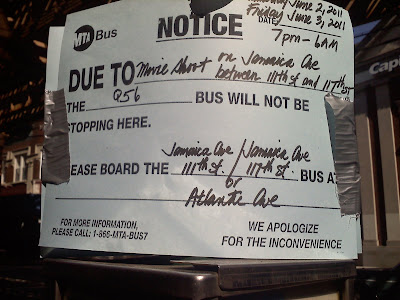 June 2, 2011
MTA Bus NOTICE DATE: Friday June 3, 2011
7pm - 6AM
DUE TO Movie Shoot on Jamaica Ave
between 111th st and 117th st
THE Q56 BUS WILL NOT BE
TOPPING HERE.
Jamaica Ave / Jamaica Ave
EASE BOARD THE 111th st. / 117th st. BUS AT
or
Atlantic Ave
FOR MORE INFORMATION,
PLEASE CALL: 1-866-MTA-BUS7
WE APOLOGIZE
FOR THE INCONVENIENCE
Cap